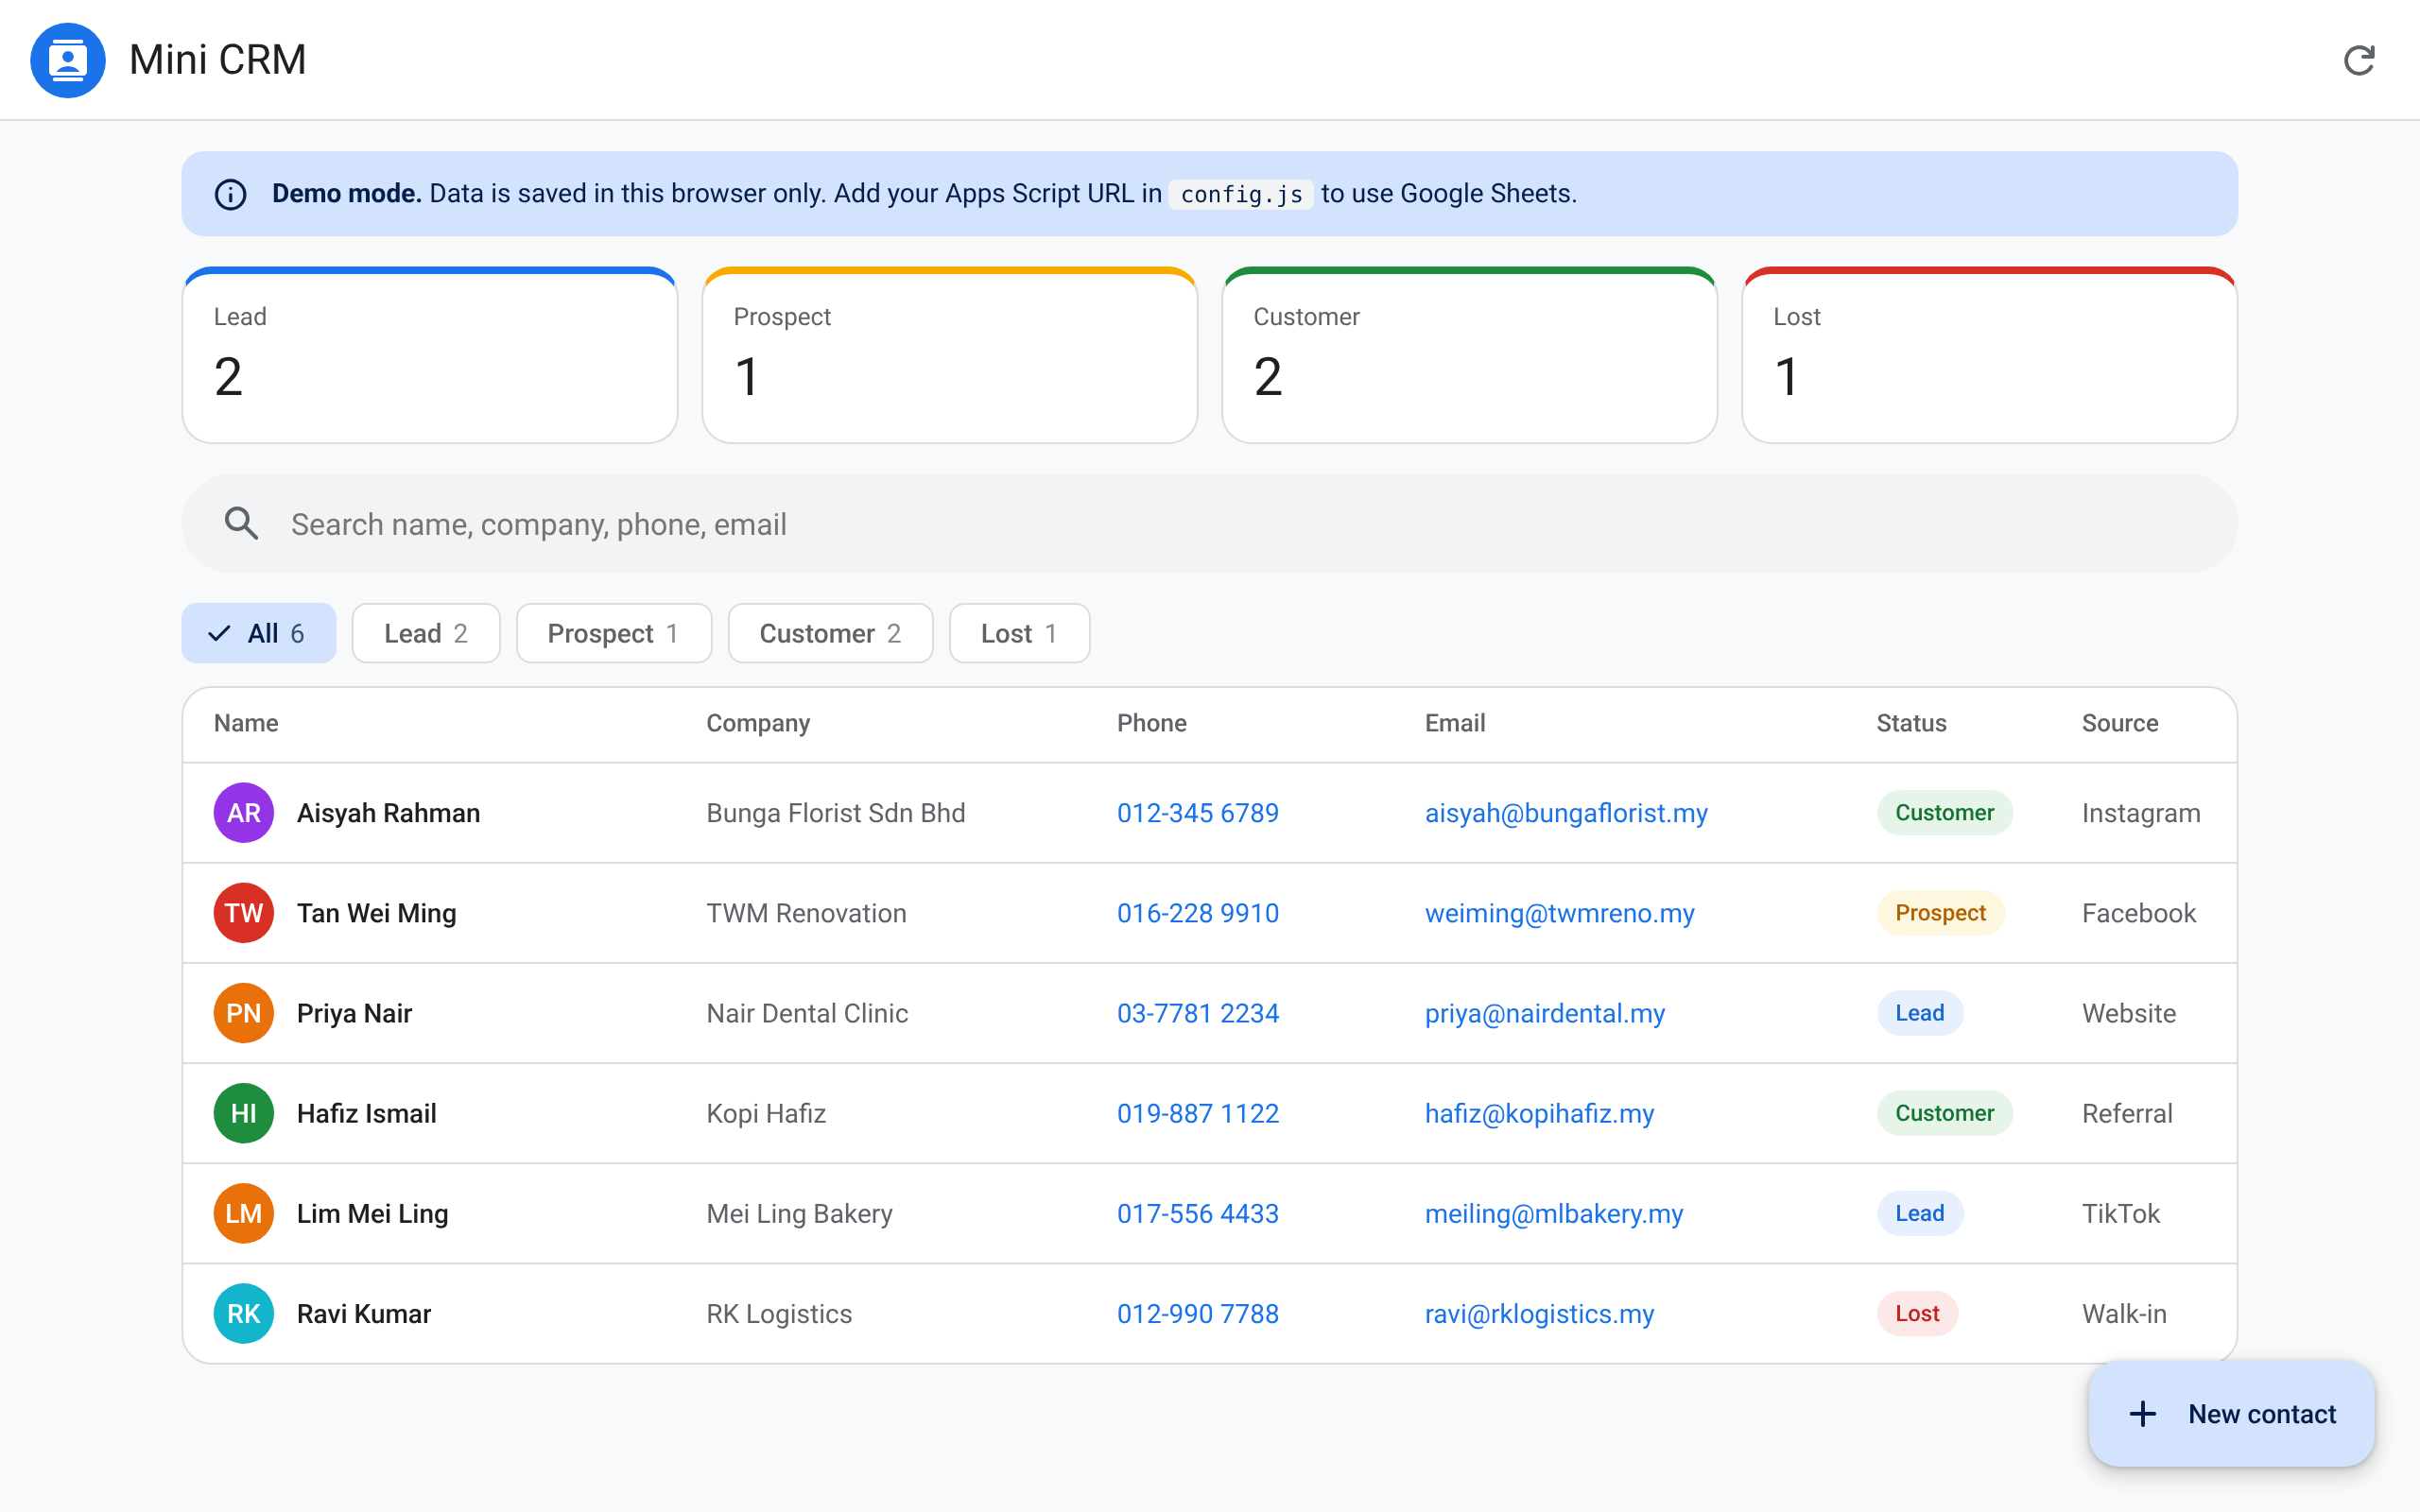 Mini CRM
Demo mode. Data is saved in this browser only. Add your Apps Script URL in config.js to use Google Sheets.
Lead
2
Prospect
1
Customer
2
Lost
1
Search name, company, phone, email
All 6 Lead 2 Prospect 1 Customer 2 Lost 1
Name Company Phone Email Status Source
AR Aisyah Rahman Bunga Florist Sdn Bhd 012-345 6789 aisyah@bungaflorist.my Customer Instagram
TW Tan Wei Ming TWM Renovation 016-228 9910 weiming@twmreno.my Prospect Facebook
PN Priya Nair Nair Dental Clinic 03-7781 2234 priya@nairdental.my Lead Website
HI Hafiz Ismail Kopi Hafiz 019-887 1122 hafiz@kopihafiz.my Customer Referral
LM Lim Mei Ling Mei Ling Bakery 017-556 4433 meiling@mlbakery.my Lead TikTok
RK Ravi Kumar RK Logistics 012-990 7788 ravi@rklogistics.my Lost Walk-in
New contact